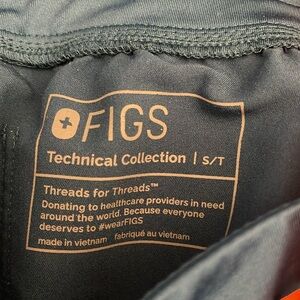 FIGS
Technical Collection | S/T
Threads for Threads™
Donating to healthcare providers in need
around the world. Because everyone
deserves to #wearFIGS
made in vietnam fabriqué au vietnam